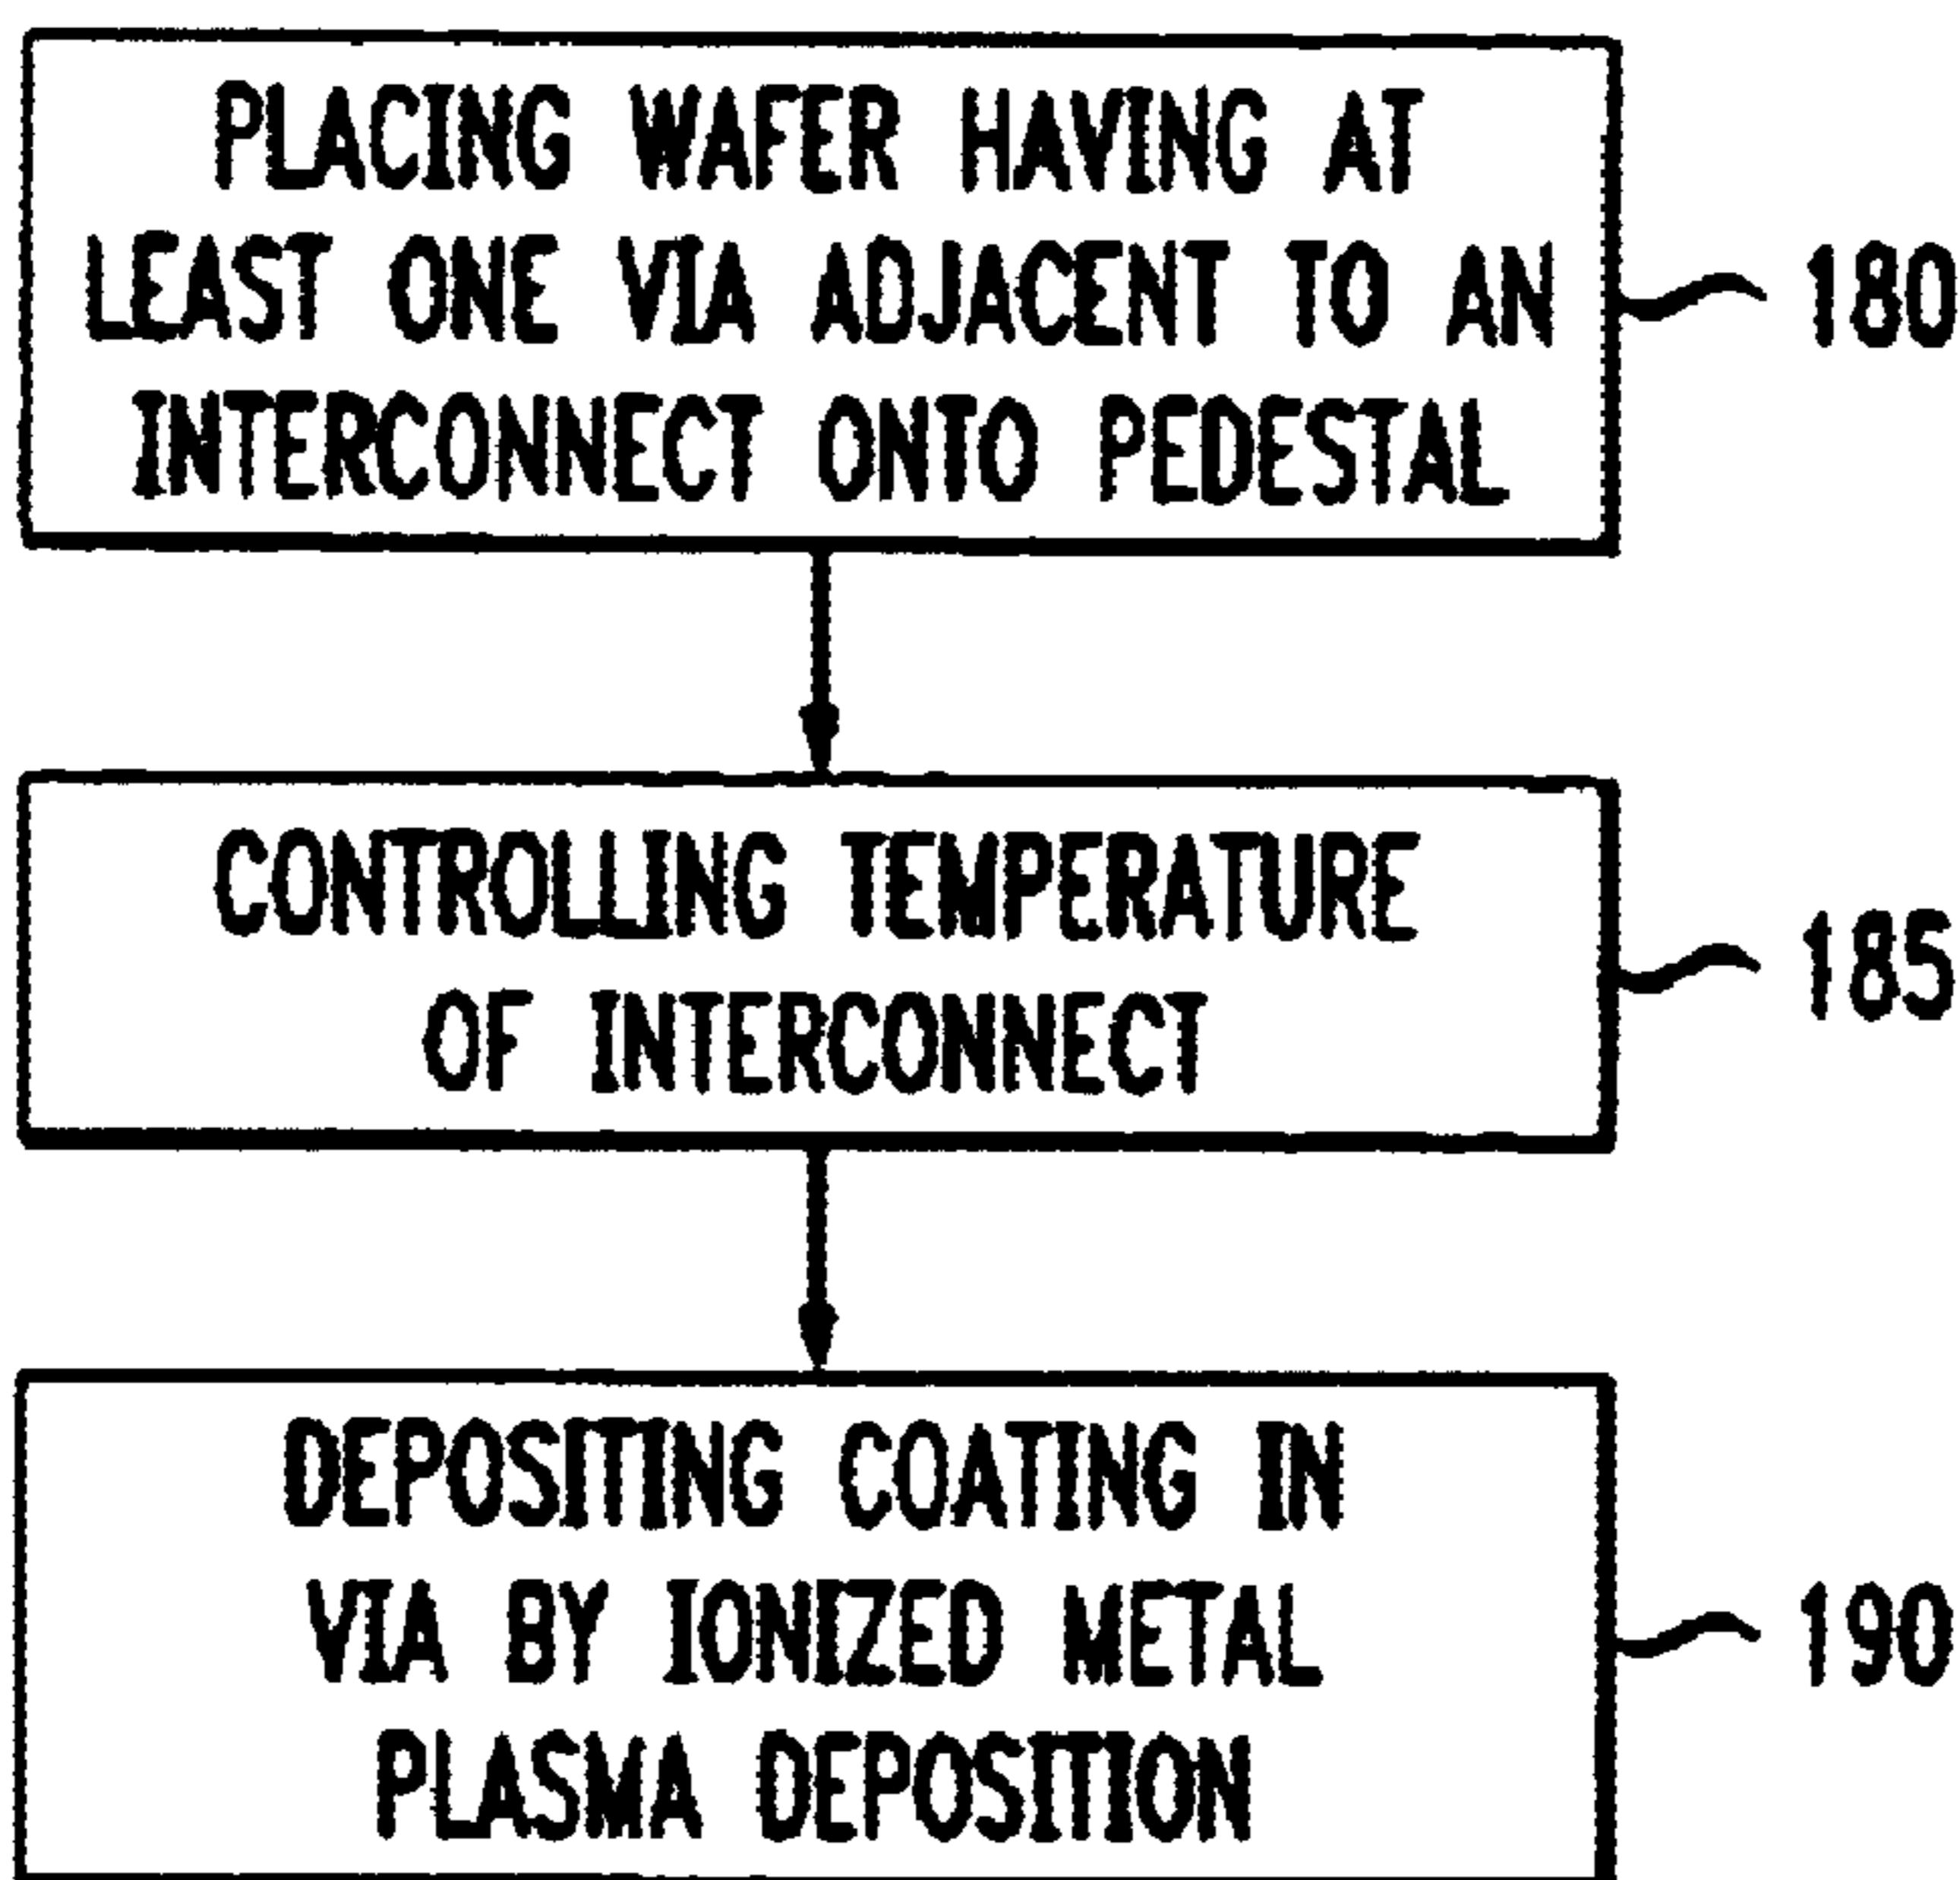 PLACING WAFER HAVING AT
LEAST ONE VIA ADJACENT TO AN
INTERCONNECT ONTO PEDESTAL
180
CONTROLLING TEMPERATURE
OF INTERCONNECT
185
DEPOSITING COATING IN
VIA BY IONIZED METAL
PLASMA DEPOSITION
190